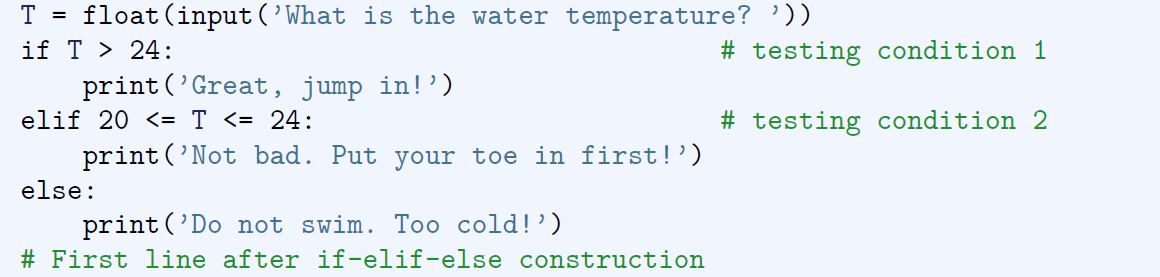 T = float(input(’What is the water temperature? ’))
if T > 24:                                   # testing condition 1
    print(’Great, jump in!’)
elif 20 <= T <= 24:                          # testing condition 2
    print(’Not bad. Put your toe in first!’)
else:
    print(’Do not swim. Too cold!’)
# First line after if-elif-else construction